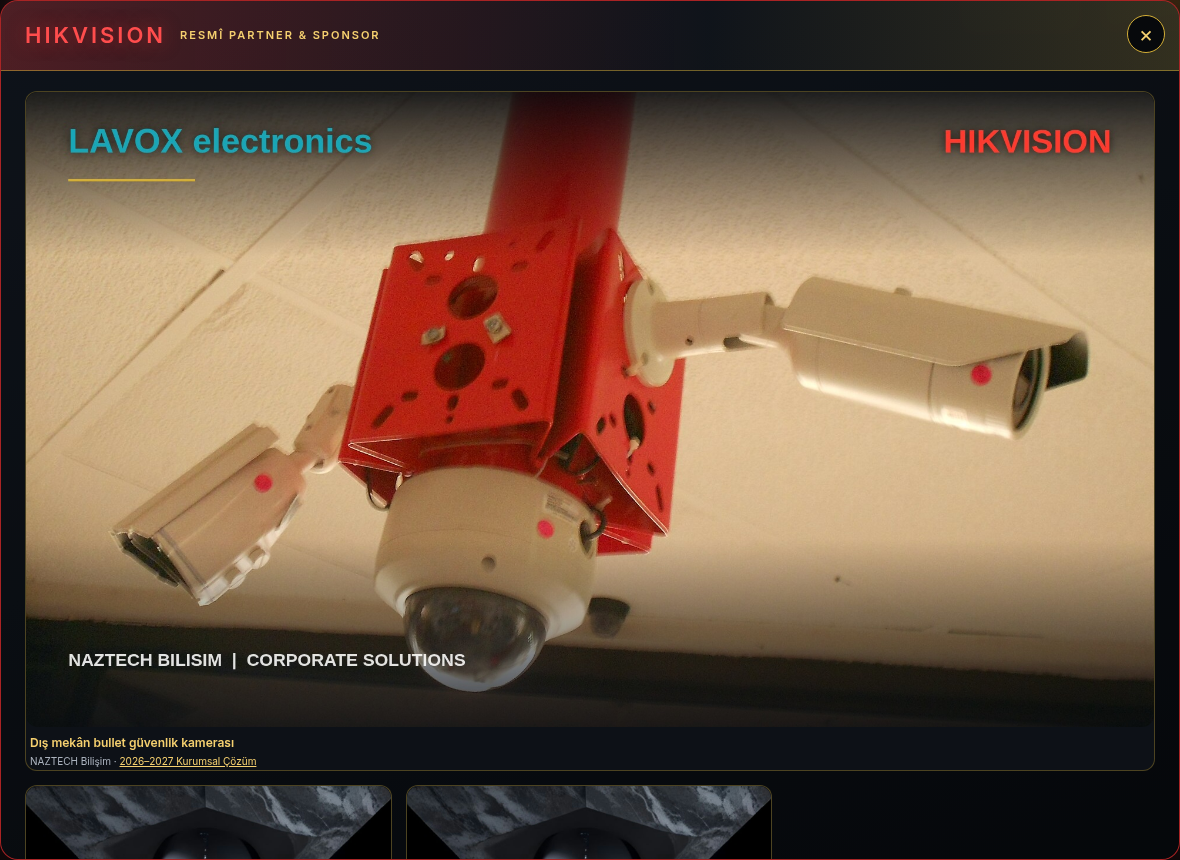 HIKVISION RESMÎ PARTNER & SPONSOR
LAVOX electronics
HIKVISION
NAZTECH BILISIM | CORPORATE SOLUTIONS
Dış mekân bullet güvenlik kamerası
NAZTECH Bilişim · 2026–2027 Kurumsal Çözüm